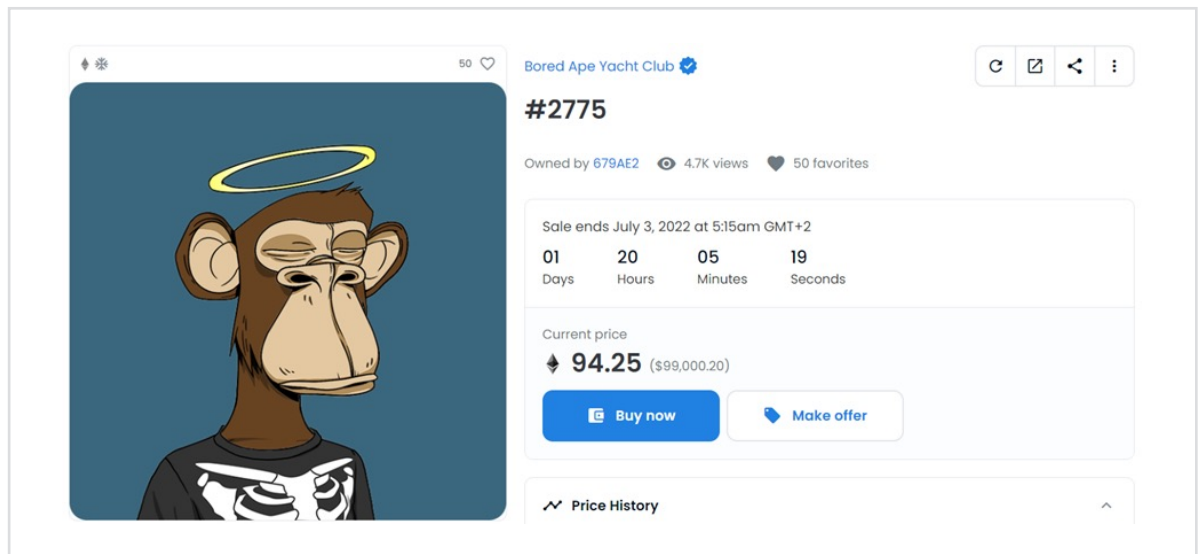 50
Bored Ape Yacht Club
#2775
Owned by 679AE2 4.7K views 50 favorites
Sale ends July 3, 2022 at 5:15am GMT+2
01 20 05 19
Days Hours Minutes Seconds
Current price
94.25 ($99,000.20)
Buy now Make offer
Price History